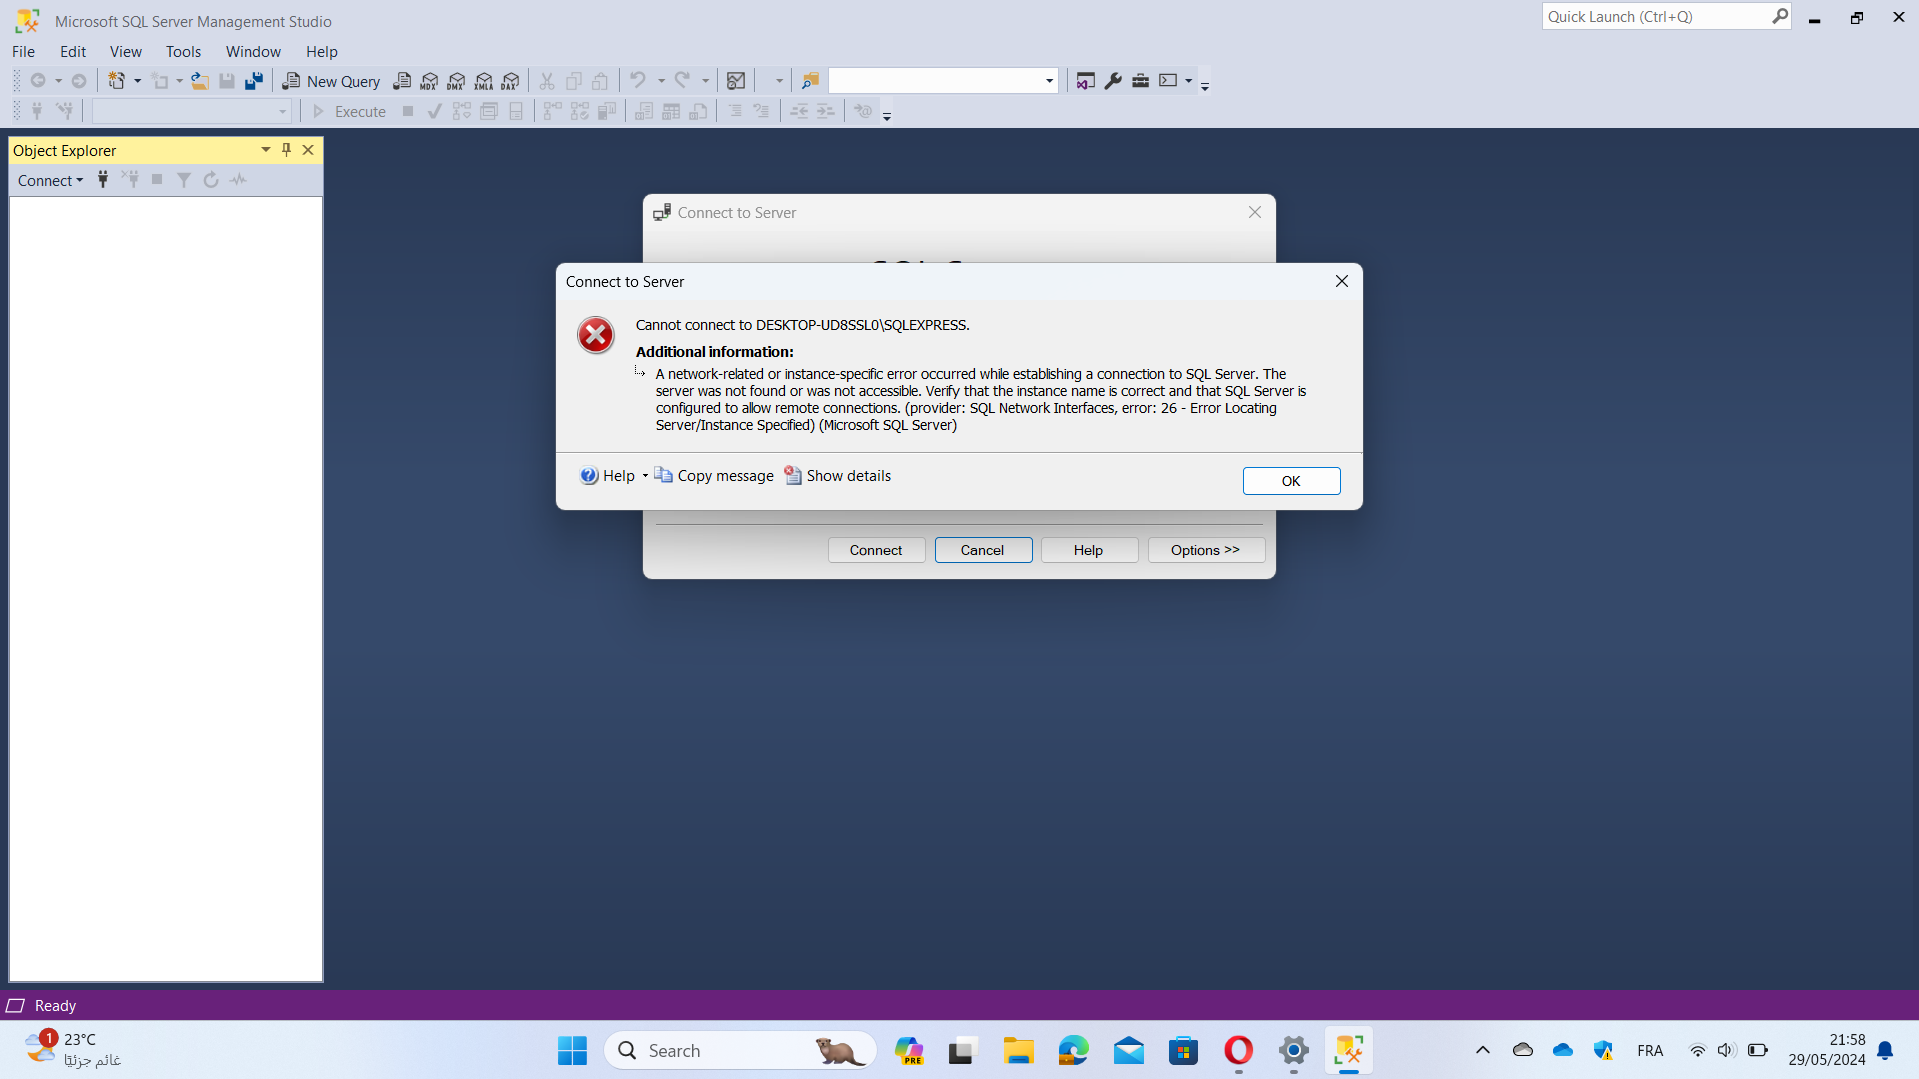 Microsoft SQL Server Management Studio
Quick Launch (Ctrl+Q)
File Edit View Tools Window Help
New Query MDX DMX XMLA DAX
Execute
Object Explorer
Connect
Connect to Server
Connect to Server
Cannot connect to DESKTOP-UD8SSL0\SQLEXPRESS.
Additional information:
A network-related or instance-specific error occurred while establishing a connection to SQL Server. The
server was not found or was not accessible. Verify that the instance name is correct and that SQL Server is
configured to allow remote connections. (provider: SQL Network Interfaces, error: 26 - Error Locating
Server/Instance Specified) (Microsoft SQL Server)
Help Copy message Show details OK
Connect Cancel Help Options >>
Ready
1 23°C
غائم جزئيًا
Search
PRE
FRA
21:58
29/05/2024